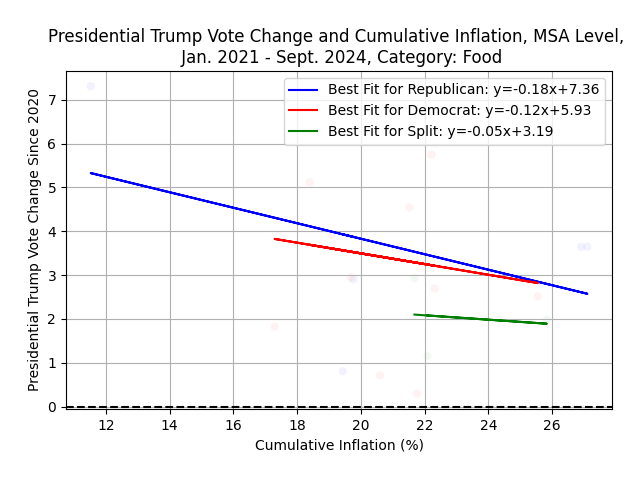 Presidential Trump Vote Change and Cumulative Inflation, MSA Level,
Jan. 2021 - Sept. 2024, Category: Food
Best Fit for Republican: y=-0.18x+7.36
Best Fit for Democrat: y=-0.12x+5.93
Best Fit for Split: y=-0.05x+3.19
Presidential Trump Vote Change Since 2020
7
6
5
4
3
2
1
0
12 14 16 18 20 22 24 26
Cumulative Inflation (%)